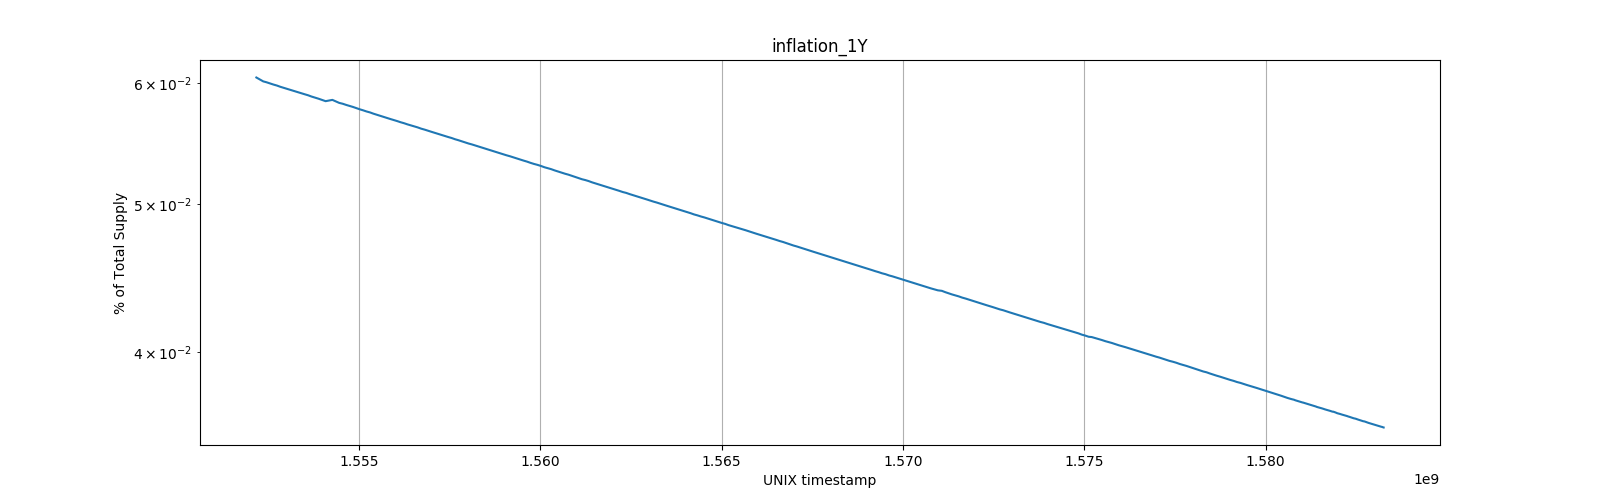 inflation_1Y
% of Total Supply
6 × 10⁻²
5 × 10⁻²
4 × 10⁻²
1.555 1.560 1.565 1.570 1.575 1.580
1e9
UNIX timestamp